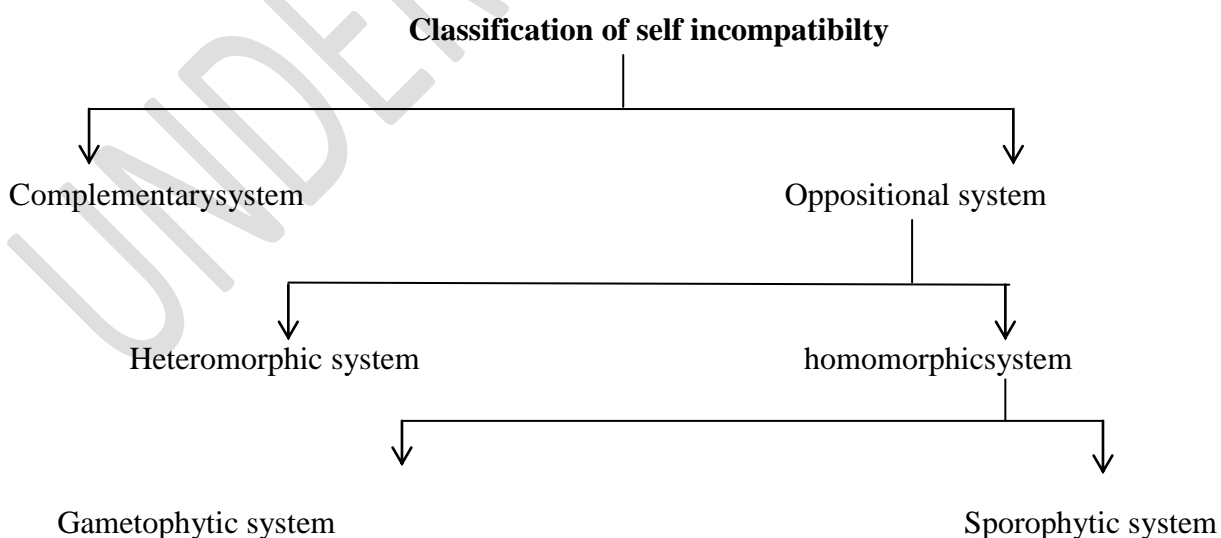 Classification of self incompatibilty
Complementarysystem
Oppositional system
Heteromorphic system
homomorphicsystem
Gametophytic system
Sporophytic system